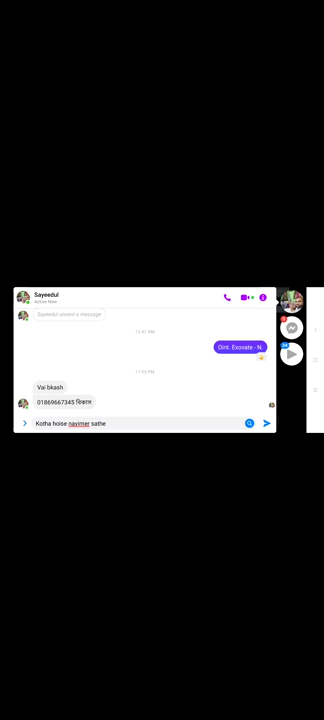 Sayeedul
Active Now
Sayeedul unsent a message
12:41 AM
Oint. Exovate - N.
11:55 PM
Vai bkash
01869667345 বিকাশ
Kotha hoise navimer sathe